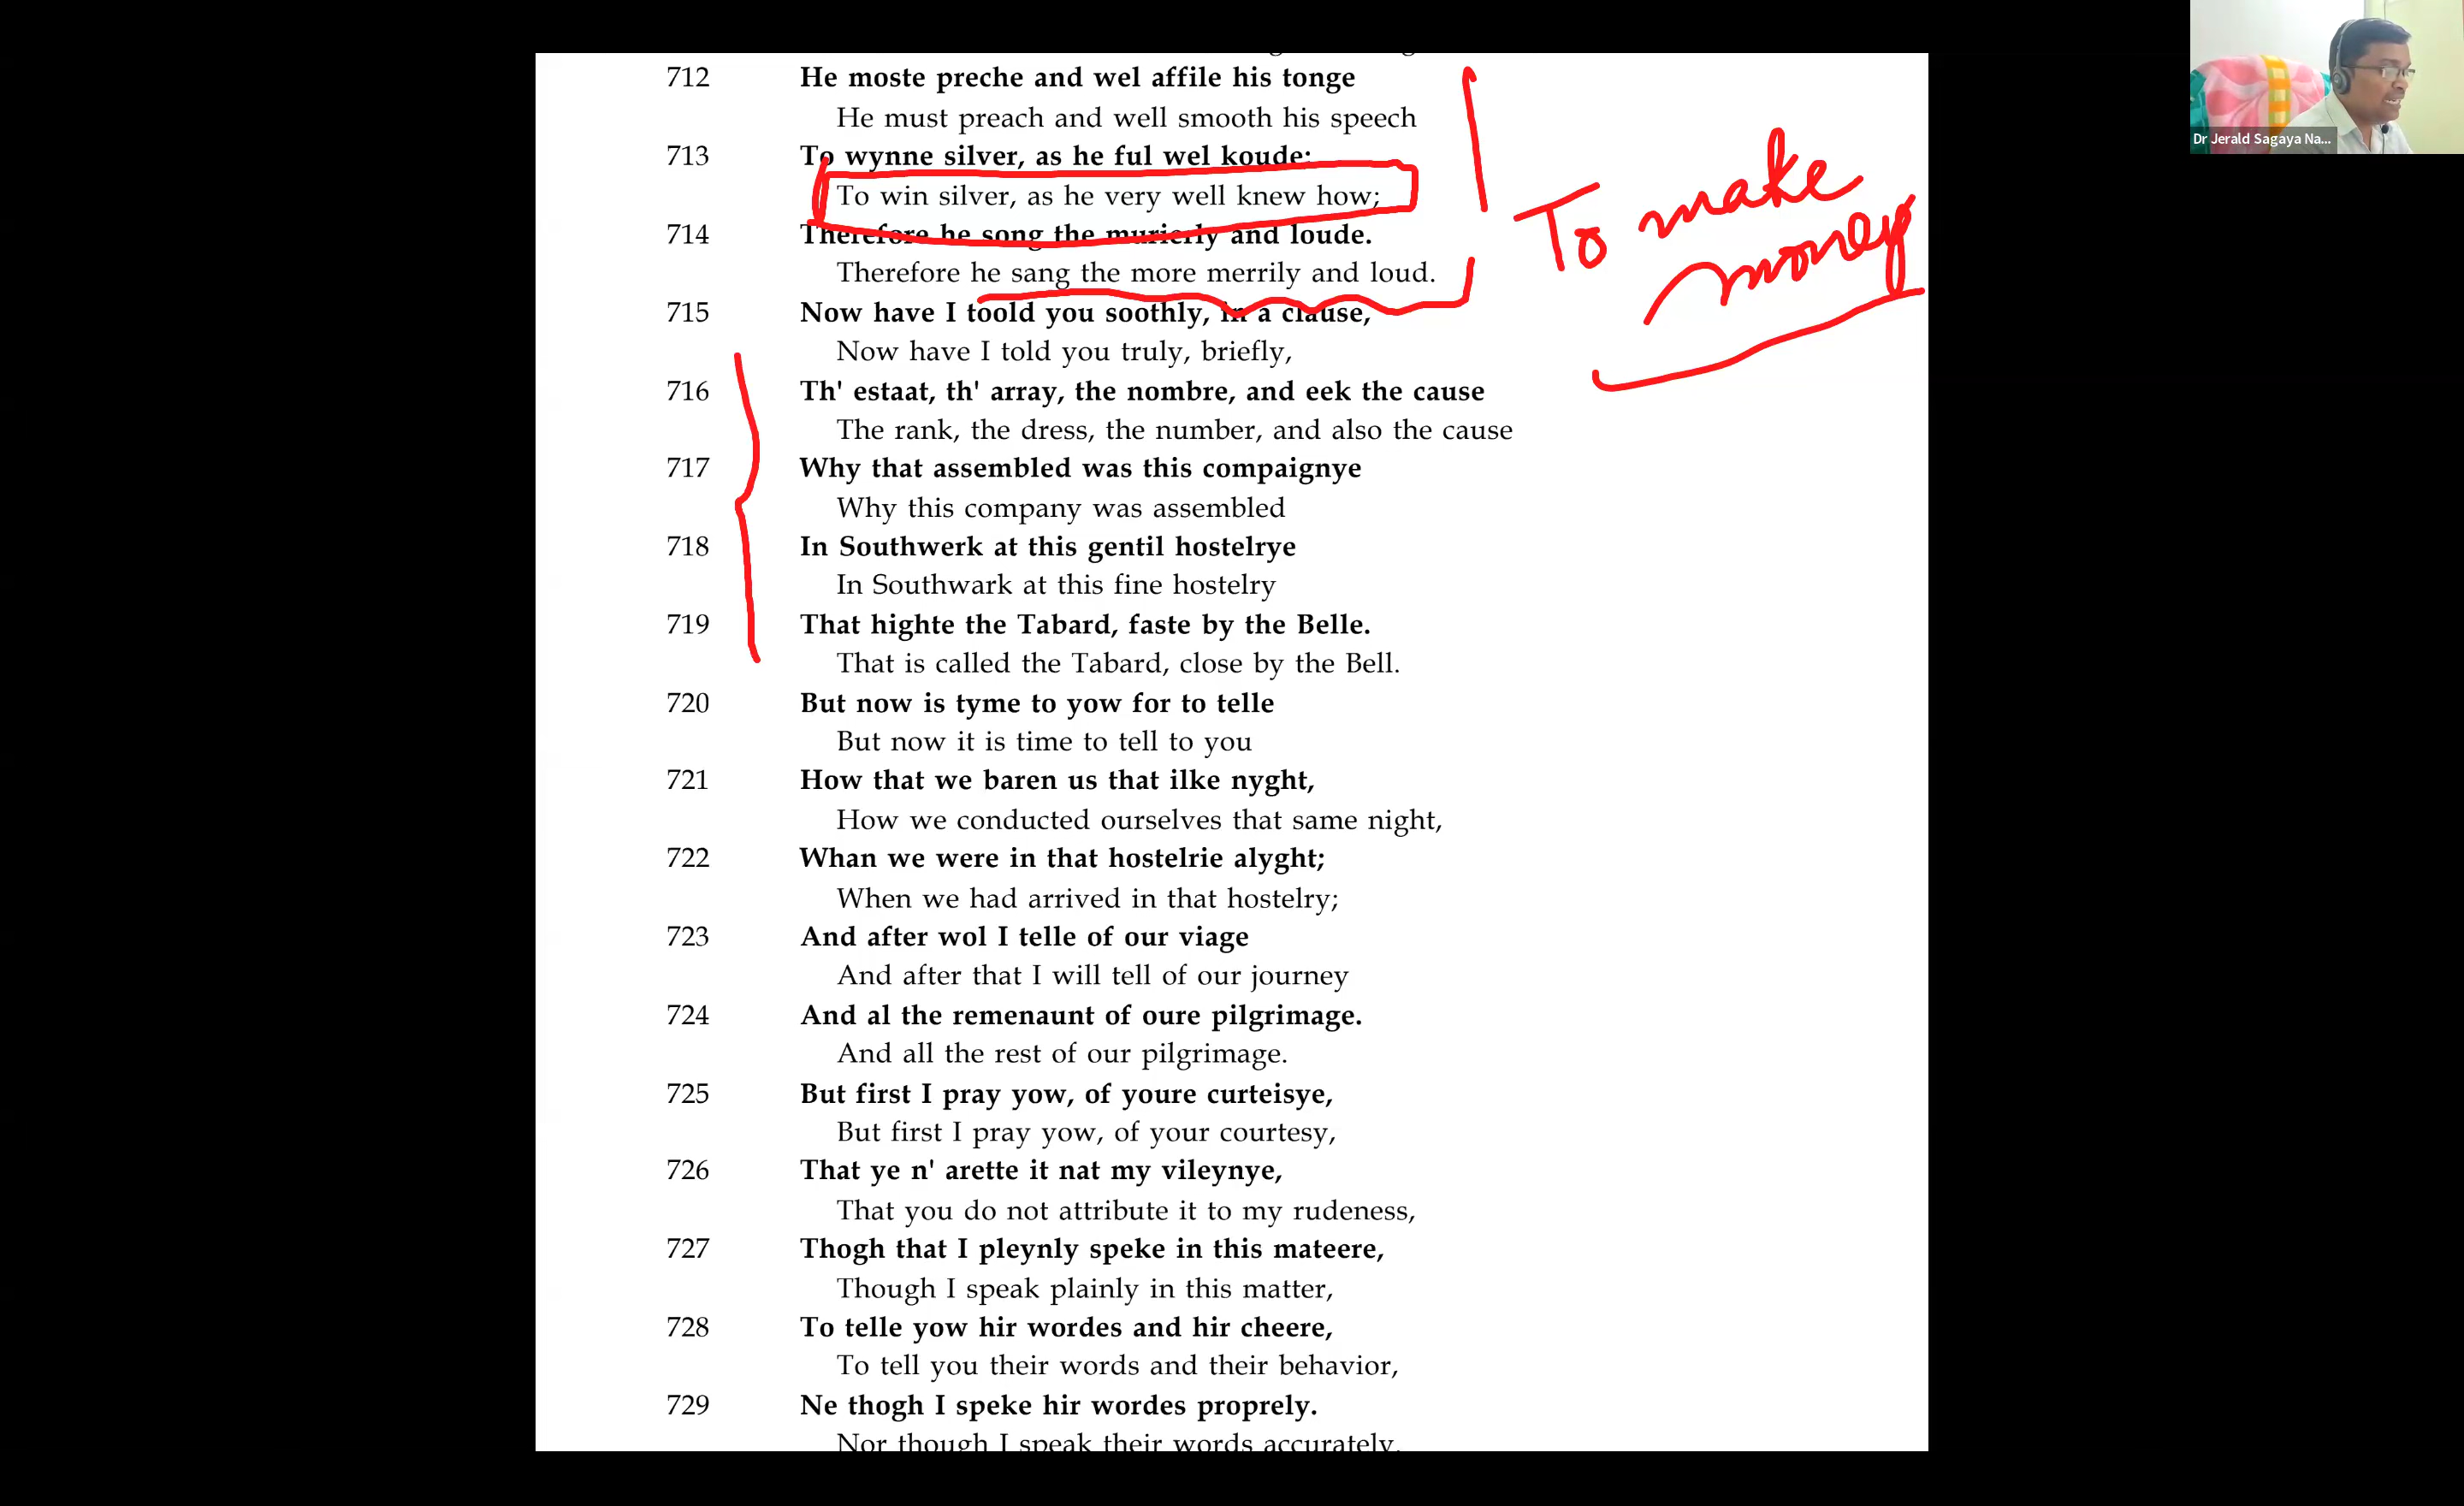 712 He moste preche and wel affile his tonge
He must preach and well smooth his speech
713 To wynne silver, as he ful wel koude;
To win silver, as he very well knew how;
714 Therefore he song the murierly and loude.
Therefore he sang the more merrily and loud.
715 Now have I toold you soothly, in a clause,
Now have I told you truly, briefly,
716 Th' estaat, th' array, the nombre, and eek the cause
The rank, the dress, the number, and also the cause
717 Why that assembled was this compaignye
Why this company was assembled
718 In Southwerk at this gentil hostelrye
In Southwark at this fine hostelry
719 That highte the Tabard, faste by the Belle.
That is called the Tabard, close by the Bell.
720 But now is tyme to yow for to telle
But now it is time to tell to you
721 How that we baren us that ilke nyght,
How we conducted ourselves that same night,
722 Whan we were in that hostelrie alyght;
When we had arrived in that hostelry;
723 And after wol I telle of our viage
And after that I will tell of our journey
724 And al the remenaunt of oure pilgrimage.
And all the rest of our pilgrimage.
725 But first I pray yow, of youre curteisye,
But first I pray yow, of your courtesy,
726 That ye n' arette it nat my vileynye,
That you do not attribute it to my rudeness,
727 Thogh that I pleynly speke in this mateere,
Though I speak plainly in this matter,
728 To telle yow hir wordes and hir cheere,
To tell you their words and their behavior,
729 Ne thogh I speke hir wordes proprely.
Nor though I speak their words accurately.
To make
money
Dr Jerald Sagaya Na...